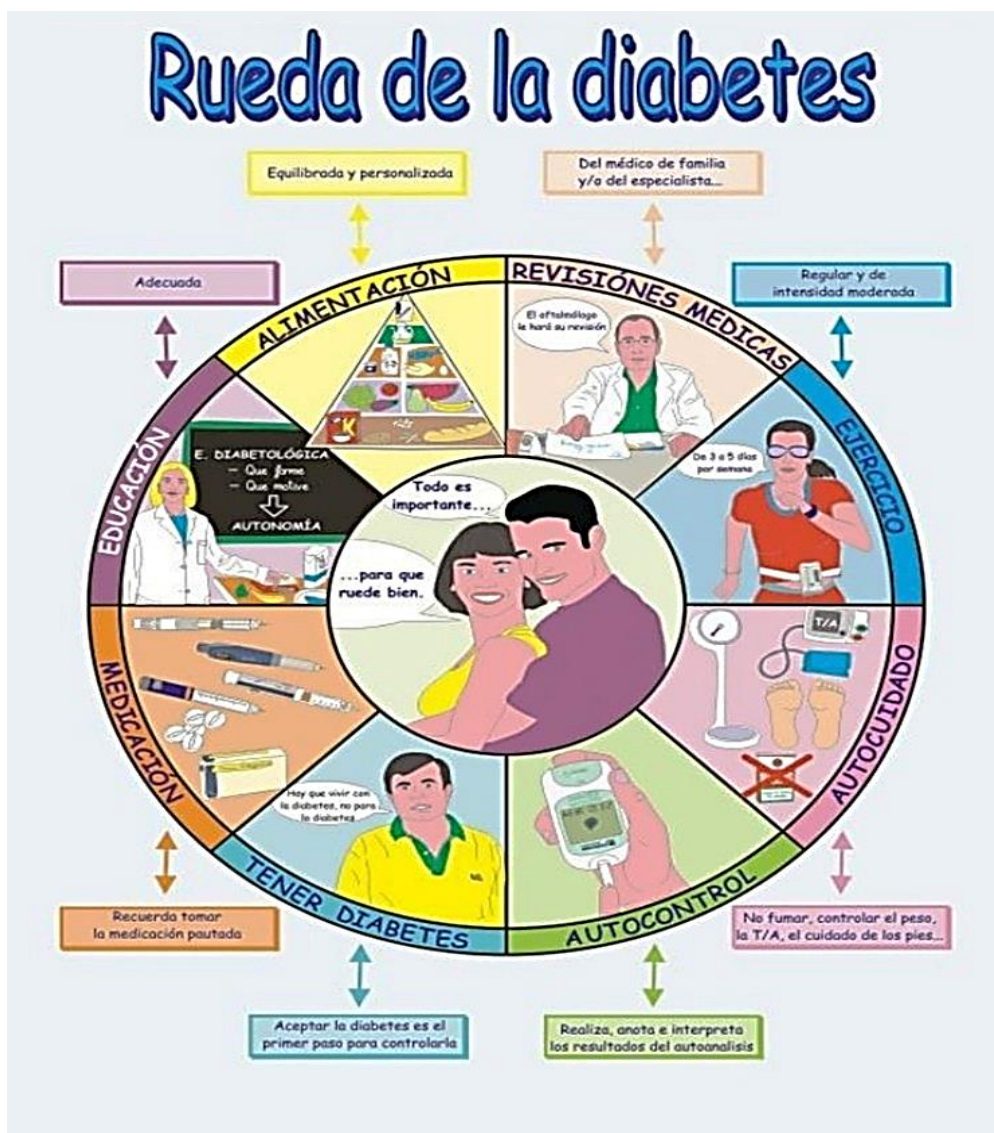 Rueda de la diabetes
Equilibrada y personalizada
Del médico de familia
y/o del especialista...
Adecuada
Regular y de
intensidad moderada
ALIMENTACIÓN
REVISIÓNES MÉDICAS
El oftalmólogo
le hará su revisión
EDUCACIÓN
E. DIABETOLÓGICA
- Que forme
- Que motive
AUTONOMÍA
EJERCICIO
De 3 a 5 días
por semana
Todo es
importante...
...para que
ruede bien.
MEDICACIÓN
T/A
AUTOCUIDADO
Hay que vivir con
la diabetes, no para
la diabetes
TENER DIABETES
AUTOCONTROL
Recuerda tomar
la medicación pautada
No fumar, controlar el peso,
la T/A, el cuidado de los pies...
Aceptar la diabetes es el
primer paso para controlarla
Realiza, anota e interpreta
los resultados del autoanalisis